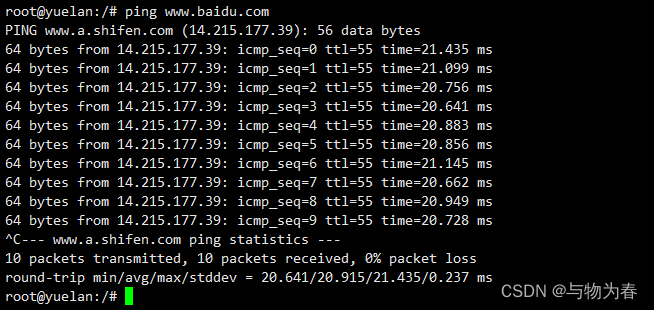 root@yuelan:/# ping www.baidu.com
PING www.a.shifen.com (14.215.177.39): 56 data bytes
64 bytes from 14.215.177.39: icmp_seq=0 ttl=55 time=21.435 ms
64 bytes from 14.215.177.39: icmp_seq=1 ttl=55 time=21.099 ms
64 bytes from 14.215.177.39: icmp_seq=2 ttl=55 time=20.756 ms
64 bytes from 14.215.177.39: icmp_seq=3 ttl=55 time=20.641 ms
64 bytes from 14.215.177.39: icmp_seq=4 ttl=55 time=20.883 ms
64 bytes from 14.215.177.39: icmp_seq=5 ttl=55 time=20.856 ms
64 bytes from 14.215.177.39: icmp_seq=6 ttl=55 time=21.145 ms
64 bytes from 14.215.177.39: icmp_seq=7 ttl=55 time=20.662 ms
64 bytes from 14.215.177.39: icmp_seq=8 ttl=55 time=20.949 ms
64 bytes from 14.215.177.39: icmp_seq=9 ttl=55 time=20.728 ms
^C--- www.a.shifen.com ping statistics ---
10 packets transmitted, 10 packets received, 0% packet loss
round-trip min/avg/max/stddev = 20.641/20.915/21.435/0.237 ms
root@yuelan:/#
CSDN @与物为春